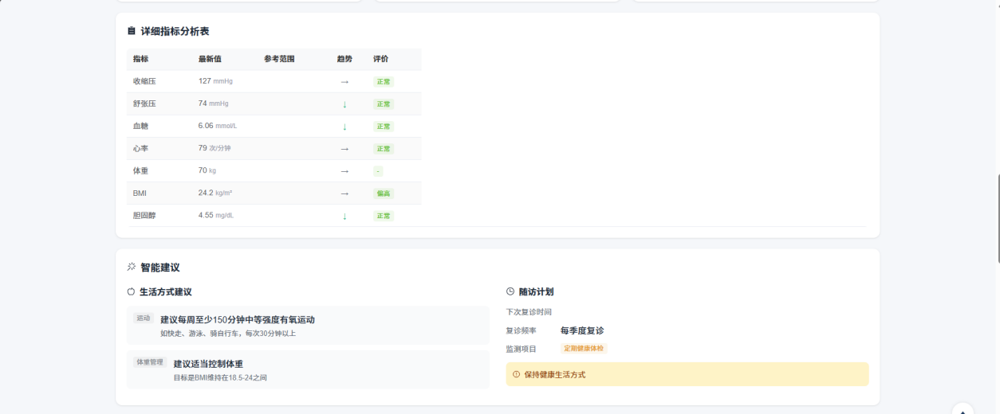 详细指标分析表
指标 最新值 参考范围 趋势 评价
收缩压 127 mmHg → 正常
舒张压 74 mmHg ↓ 正常
血糖 6.06 mmol/L ↓ 正常
心率 79 次/分钟 → 正常
体重 70 kg → -
BMI 24.2 kg/m² → 偏高
胆固醇 4.55 mg/dL ↓ 正常
智能建议
生活方式建议
运动 建议每周至少150分钟中等强度有氧运动
如快走、游泳、骑自行车，每次30分钟以上
体重管理 建议适当控制体重
目标是BMI维持在18.5-24之间
随访计划
下次复诊时间
复诊频率 每季度复诊
监测项目 定期健康体检
保持健康生活方式